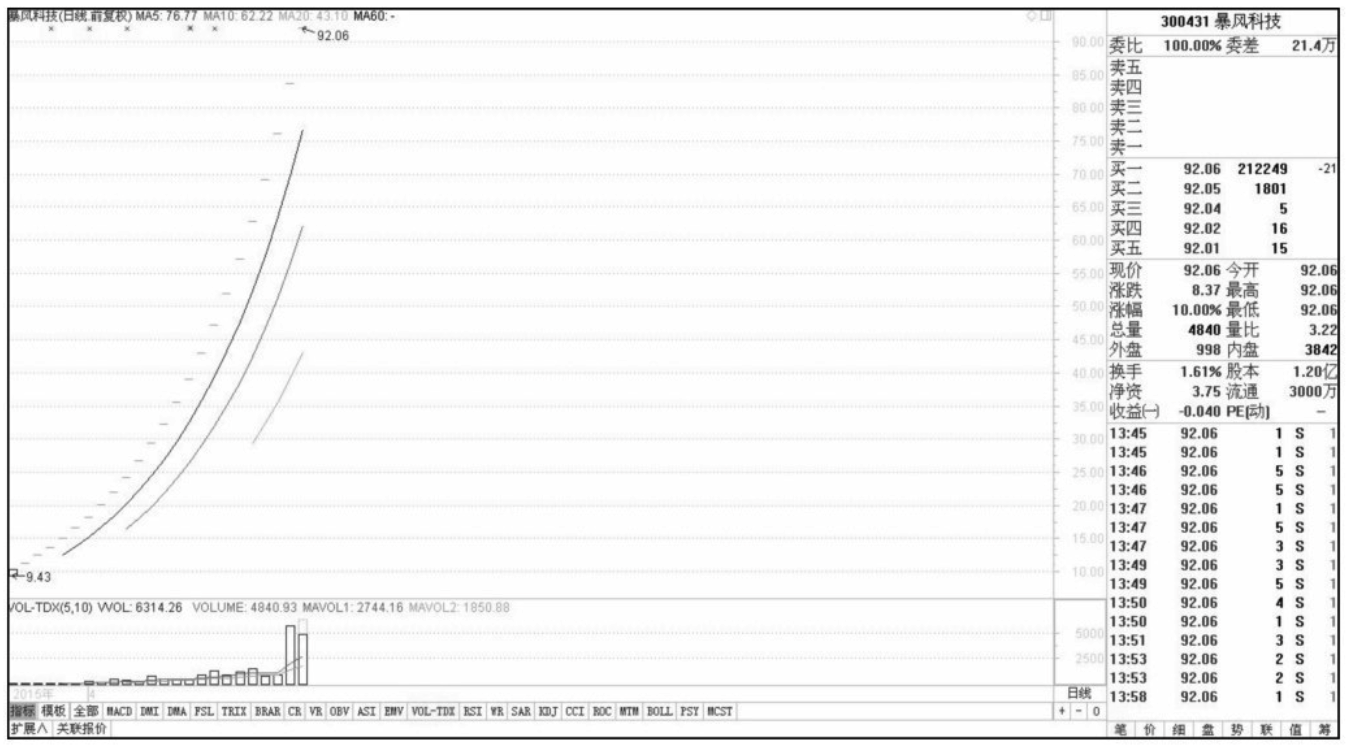 暴风科技(日线.前复权) MA5: 76.77 MA10: 62.22 MA20: 43.10 MA60: -
92.06
9.43
90.00
85.00
80.00
75.00
70.00
65.00
60.00
55.00
50.00
45.00
40.00
35.00
30.00
25.00
20.00
15.00
10.00
VOL-TDX(5,10) VVOL: 6314.26 VOLUME: 4840.93 MAVOL1: 2744.16 MAVOL2: 1850.88
5000
2500
2015年 4 日线
指标 模板 全部 MACD DMI DMA FSL TRIX BRAR CR VR OBV ASI EMV VOL-TDX RSI WR SAR KDJ CCI ROC MTM BOLL PSY MCST + - 0
扩展∧ 关联报价
300431 暴风科技
委比 100.00% 委差 21.4万
卖五
卖四
卖三
卖二
卖一
买一 92.06 212249 -21
买二 92.05 1801
买三 92.04 5
买四 92.02 16
买五 92.01 15
现价 92.06 今开 92.06
涨跌 8.37 最高 92.06
涨幅 10.00% 最低 92.06
总量 4840 量比 3.22
外盘 998 内盘 3842
换手 1.61% 股本 1.20亿
净资 3.75 流通 3000万
收益(一) -0.040 PE[动] -
13:45 92.06 1 S 1
13:45 92.06 1 S 1
13:46 92.06 5 S 1
13:46 92.06 5 S 1
13:47 92.06 1 S 1
13:47 92.06 5 S 1
13:47 92.06 3 S 1
13:49 92.06 3 S 1
13:49 92.06 5 S 1
13:50 92.06 4 S 1
13:50 92.06 1 S 1
13:51 92.06 3 S 1
13:53 92.06 2 S 1
13:53 92.06 2 S 1
13:58 92.06 1 S 1
笔 价 细 盘 势 联 值 筹